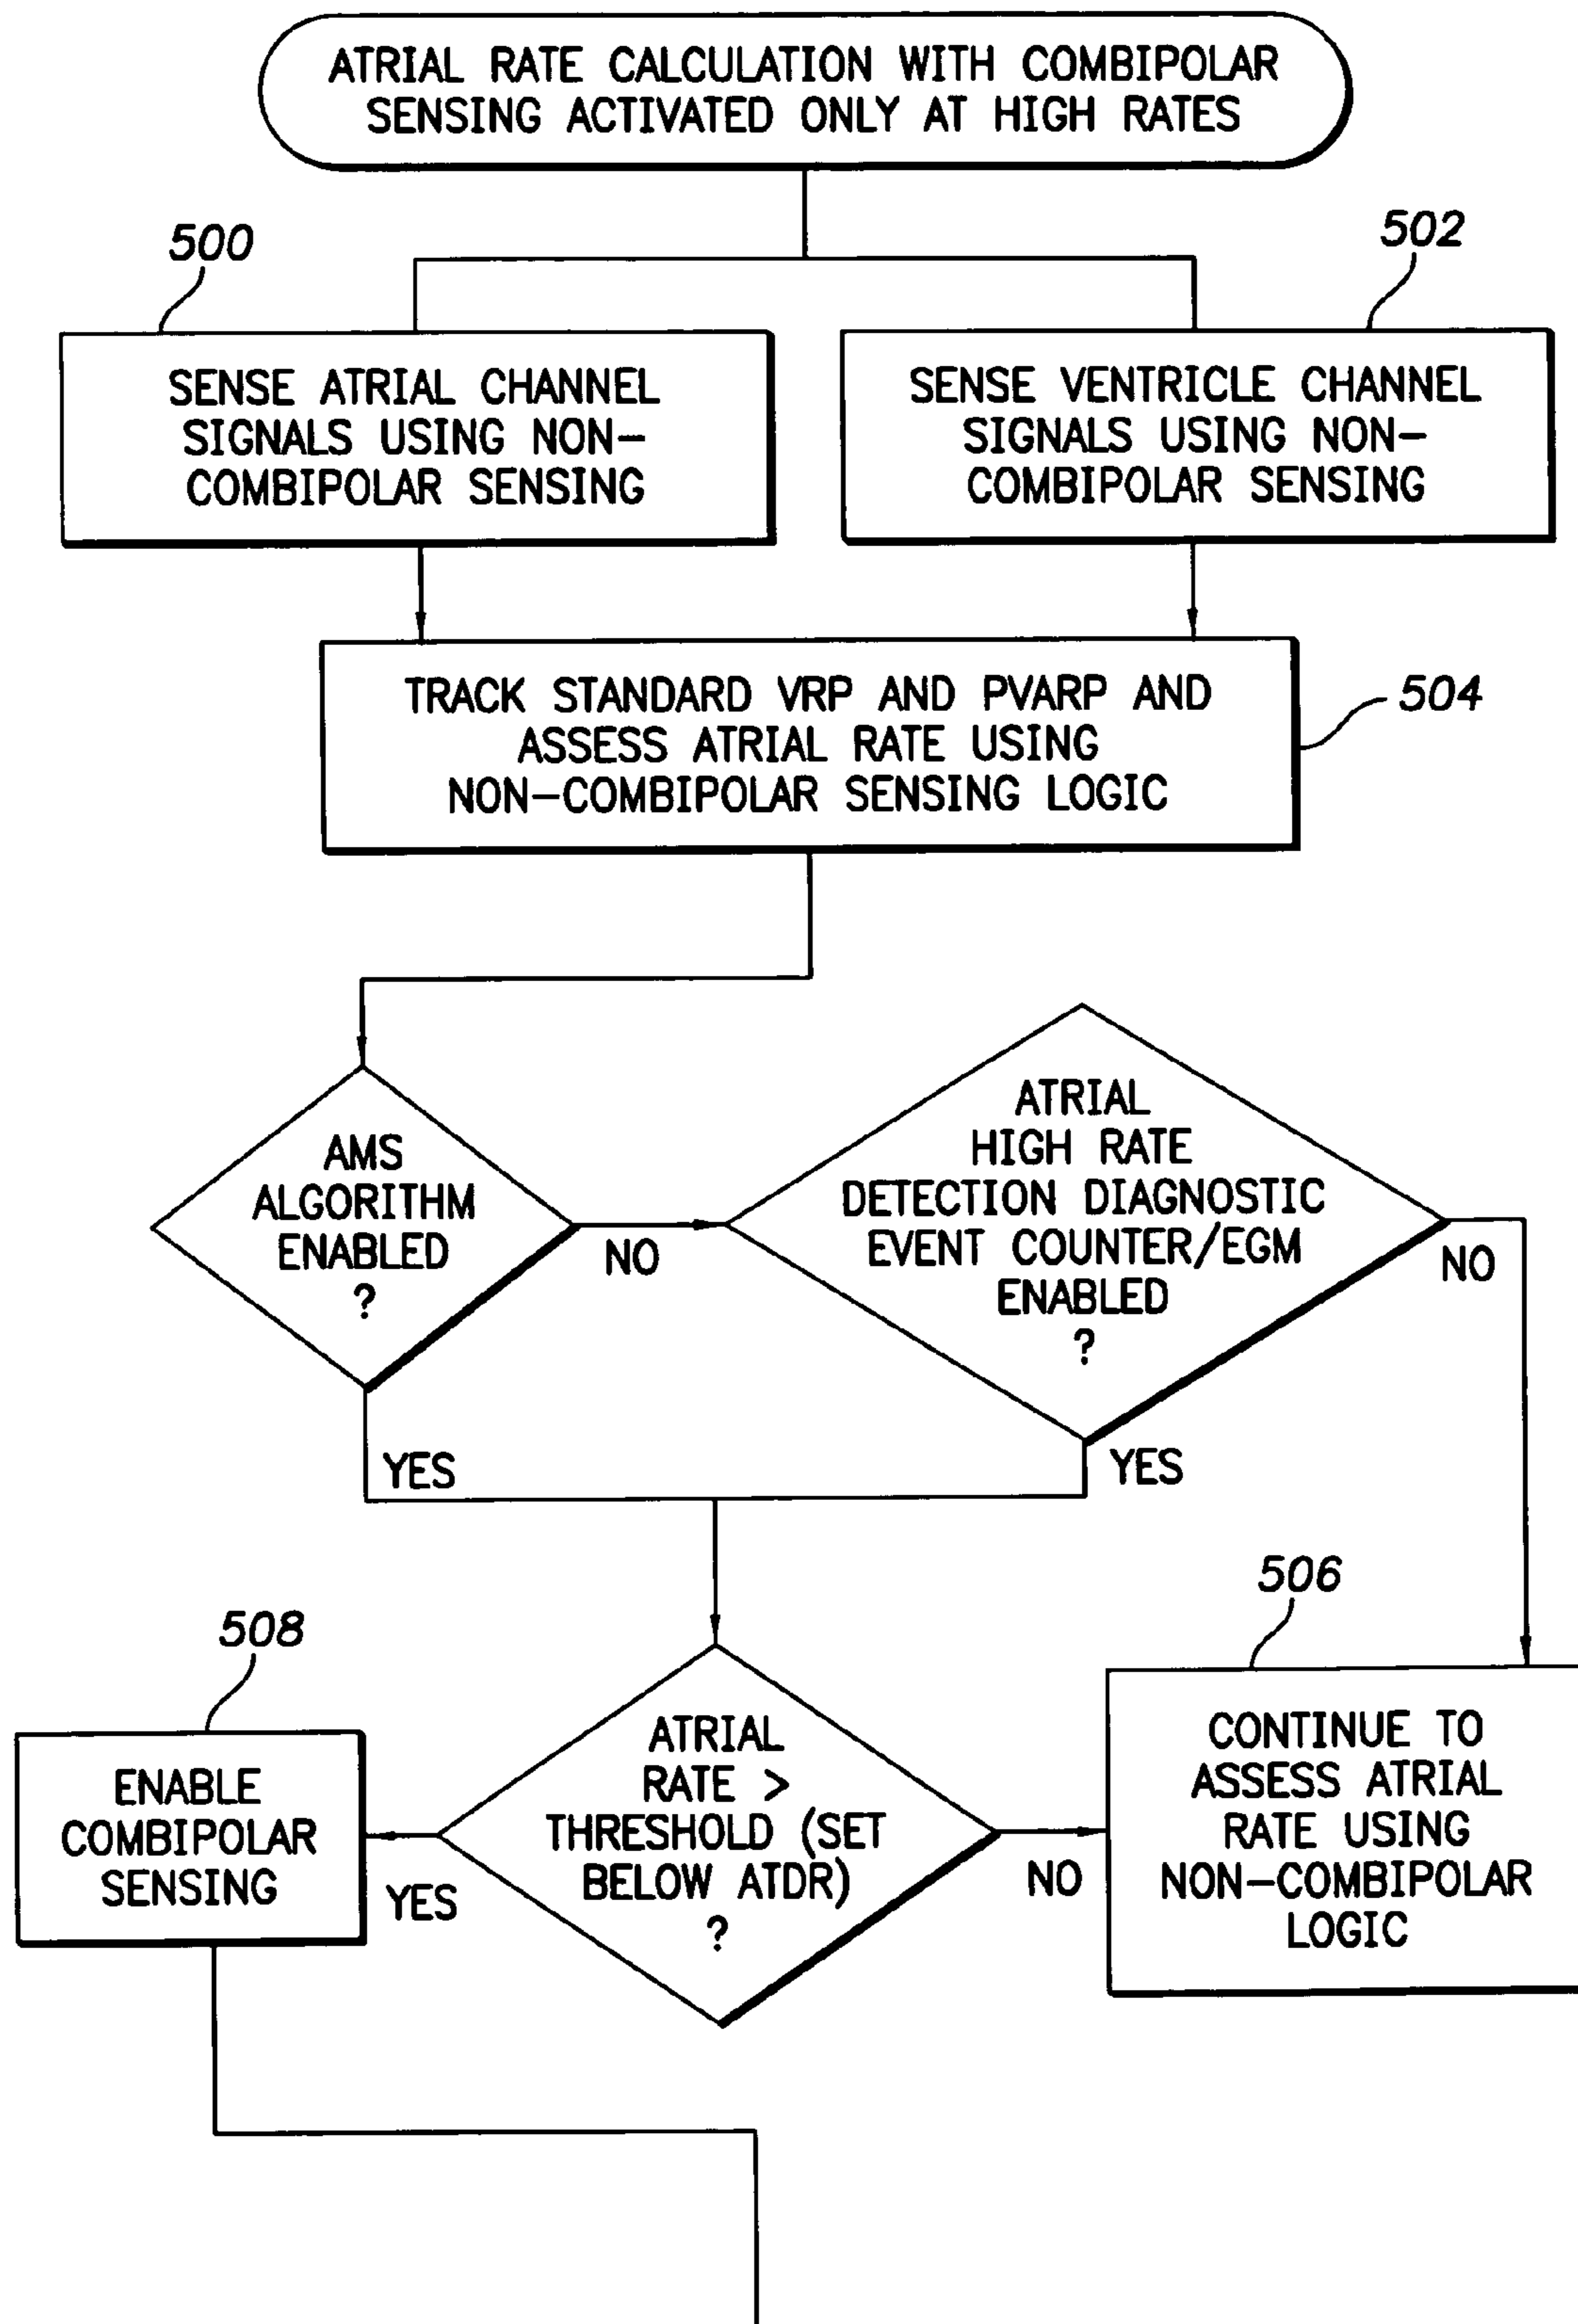 ATRIAL RATE CALCULATION WITH COMBIPOLAR
SENSING ACTIVATED ONLY AT HIGH RATES
500
502
SENSE ATRIAL CHANNEL
SIGNALS USING NON-
COMBIPOLAR SENSING
SENSE VENTRICLE CHANNEL
SIGNALS USING NON-
COMBIPOLAR SENSING
TRACK STANDARD VRP AND PVARP AND
ASSESS ATRIAL RATE USING
NON-COMBIPOLAR SENSING LOGIC
504
AMS
ALGORITHM
ENABLED
?
NO
YES
ATRIAL
HIGH RATE
DETECTION DIAGNOSTIC
EVENT COUNTER/EGM
ENABLED
?
NO
YES
508
506
ENABLE
COMBIPOLAR
SENSING
YES
ATRIAL
RATE >
THRESHOLD (SET
BELOW ATDR)
?
NO
CONTINUE TO
ASSESS ATRIAL
RATE USING
NON-COMBIPOLAR
LOGIC